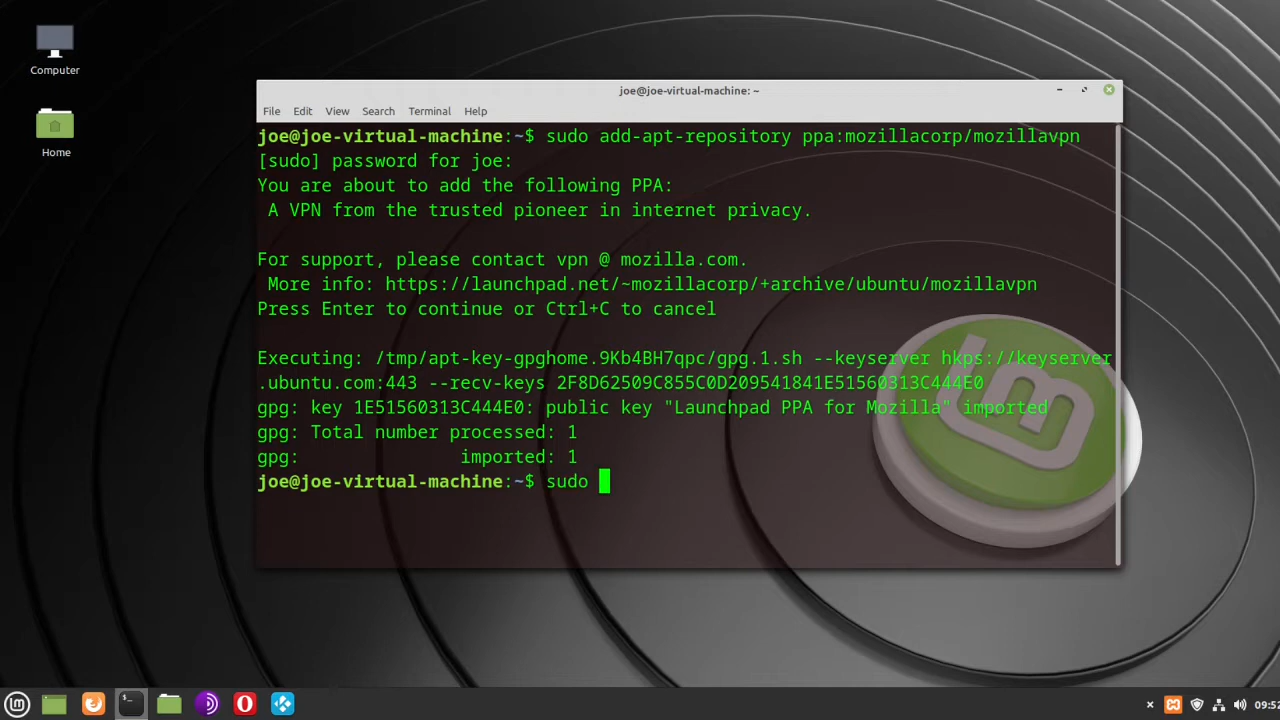 Computer
Home
joe@joe-virtual-machine: ~
File Edit View Search Terminal Help
joe@joe-virtual-machine:~$ sudo add-apt-repository ppa:mozillacorp/mozillavpn
[sudo] password for joe:
You are about to add the following PPA:
A VPN from the trusted pioneer in internet privacy.
For support, please contact vpn @ mozilla.com.
More info: https://launchpad.net/~mozillacorp/+archive/ubuntu/mozillavpn
Press Enter to continue or Ctrl+C to cancel
Executing: /tmp/apt-key-gpghome.9Kb4BH7qpc/gpg.1.sh --keyserver hkps://keyserver
.ubuntu.com:443 --recv-keys 2F8D62509C855C0D209541841E51560313C444E0
gpg: key 1E51560313C444E0: public key "Launchpad PPA for Mozilla" imported
gpg: Total number processed: 1
gpg: imported: 1
joe@joe-virtual-machine:~$ sudo
09:52